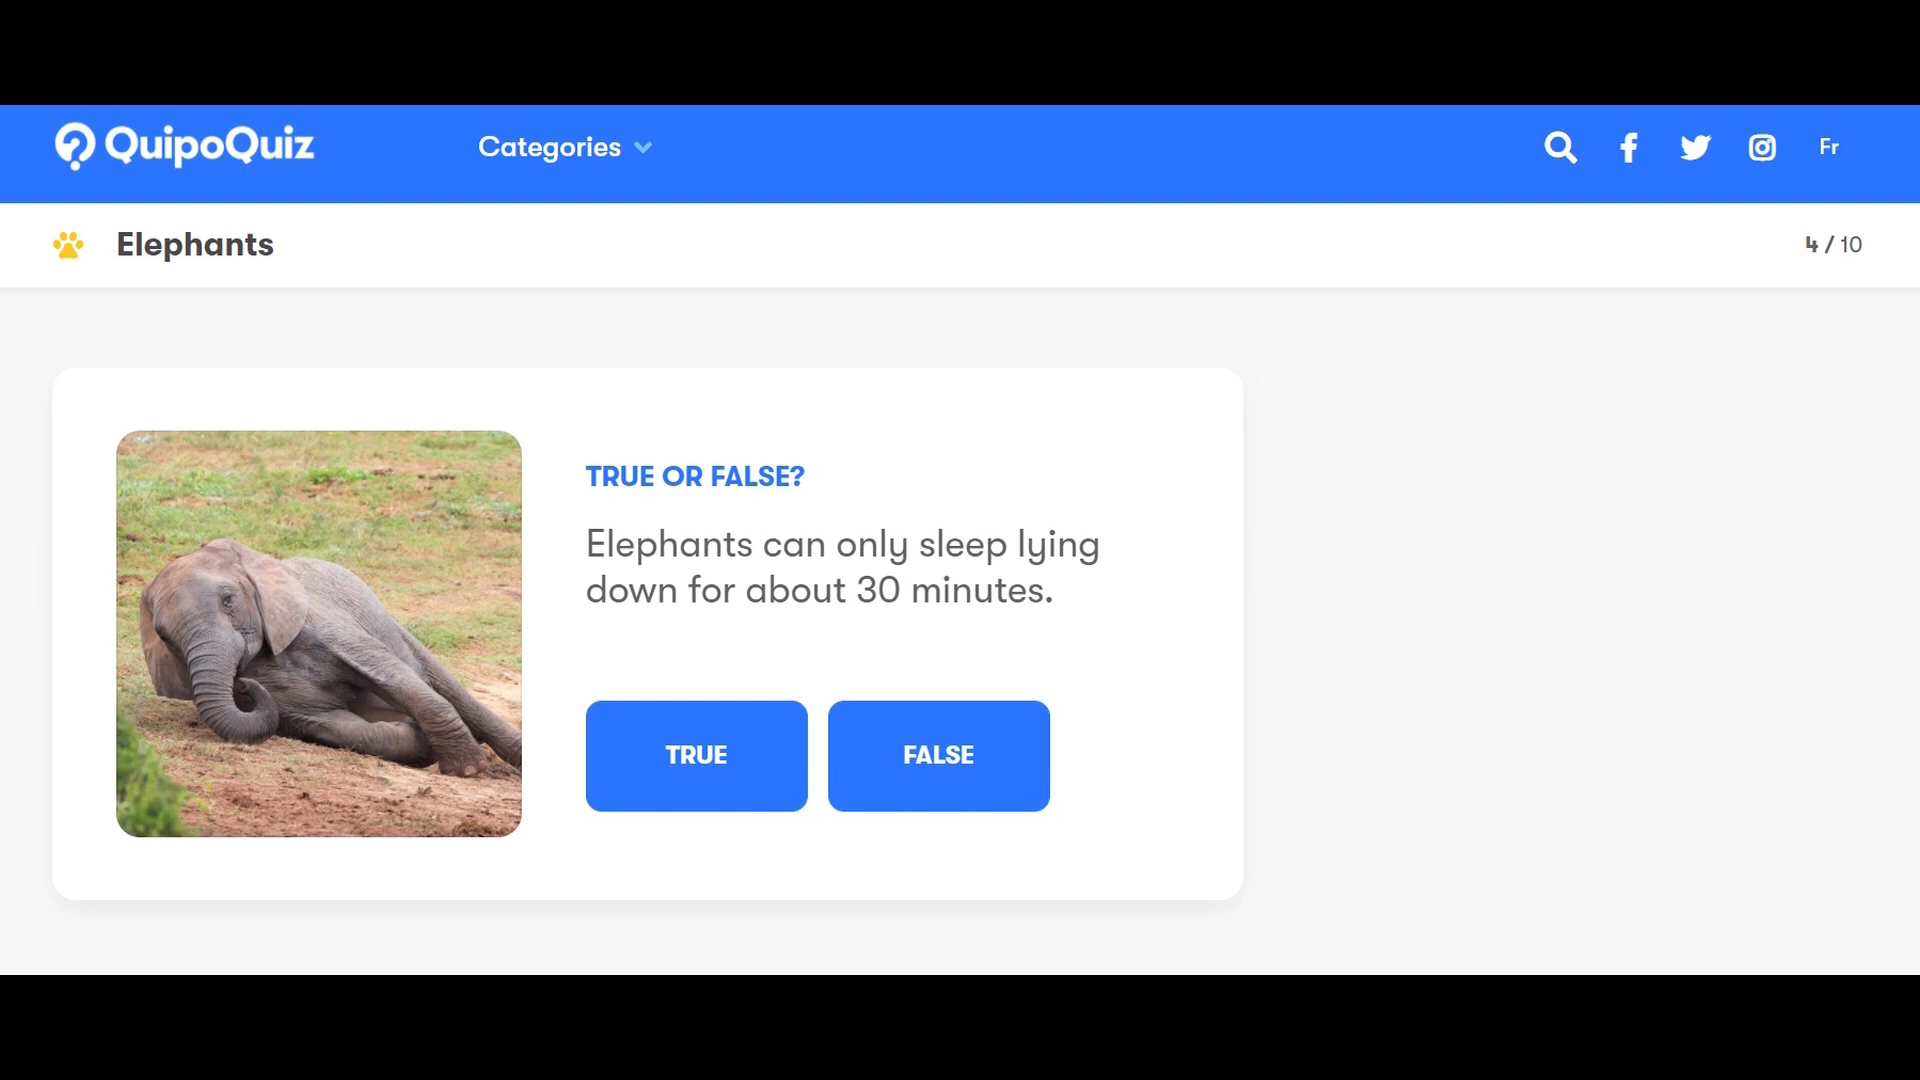 QuipoQuiz
Categories
Fr
Elephants
4 / 10
TRUE OR FALSE?
Elephants can only sleep lying
down for about 30 minutes.
TRUE
FALSE